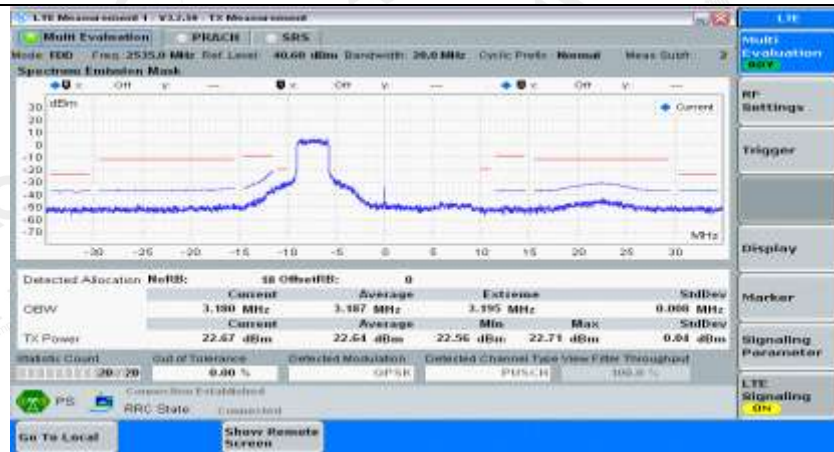 LTE Measurement 1 - V3.2.30 - TX Measurement
LTE
Multi Evaluation
PRACH
SRS
Multi Evaluation
RDY
Mode: FDD Freq: 2535.0 MHz Ref. Level: 40.60 dBm Bandwidth: 20.0 MHz Cyclic Prefix: Normal Meas Subfr: 2
Spectrum Emission Mask
x: Off y: --- x: Off y: --- x: Off y: ---
dBm
Current
30
20
10
0
-10
-20
-30
-40
-50
-60
-70
MHz
-30 -25 -20 -15 -10 -5 0 5 10 15 20 25 30
RF Settings
Trigger
Display
Marker
Signaling Parameter
LTE Signaling
ON
Detected Allocation NoRB: 18 OffsetRB: 0
Current Average Extreme StdDev
OBW 3.180 MHz 3.187 MHz 3.195 MHz 0.008 MHz
Current Average Min Max StdDev
TX Power 22.67 dBm 22.64 dBm 22.56 dBm 22.71 dBm 0.04 dBm
Statistic Count Out of Tolerance Detected Modulation Detected Channel Type View Filter Throughput
20 / 20 0.00 % QPSK PUSCH 100.0 %
PS
Connection Established
RRC State Connected
Go To Local
Show Remote Screen